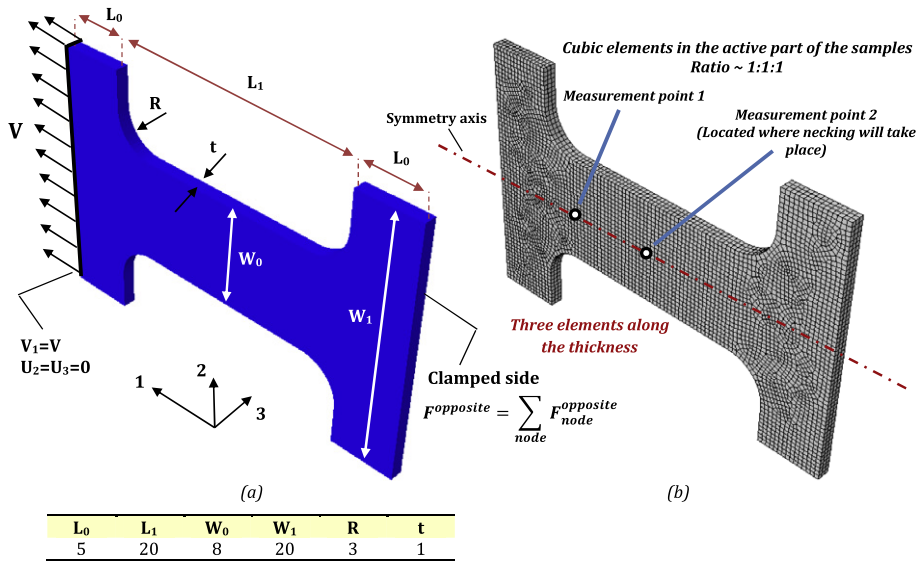 L₀
L₁
R
t
L₀
V
W₀
W₁
V₁=V
U₂=U₃=0
1
2
3
Clamped side
F^opposite = ∑node F^opposite node
(a)
Cubic elements in the active part of the samples
Ratio ~ 1:1:1
Measurement point 1
Measurement point 2
(Located where necking will take
place)
Symmetry axis
Three elements along
the thickness
(b)
L₀ L₁ W₀ W₁ R t
5 20 8 20 3 1